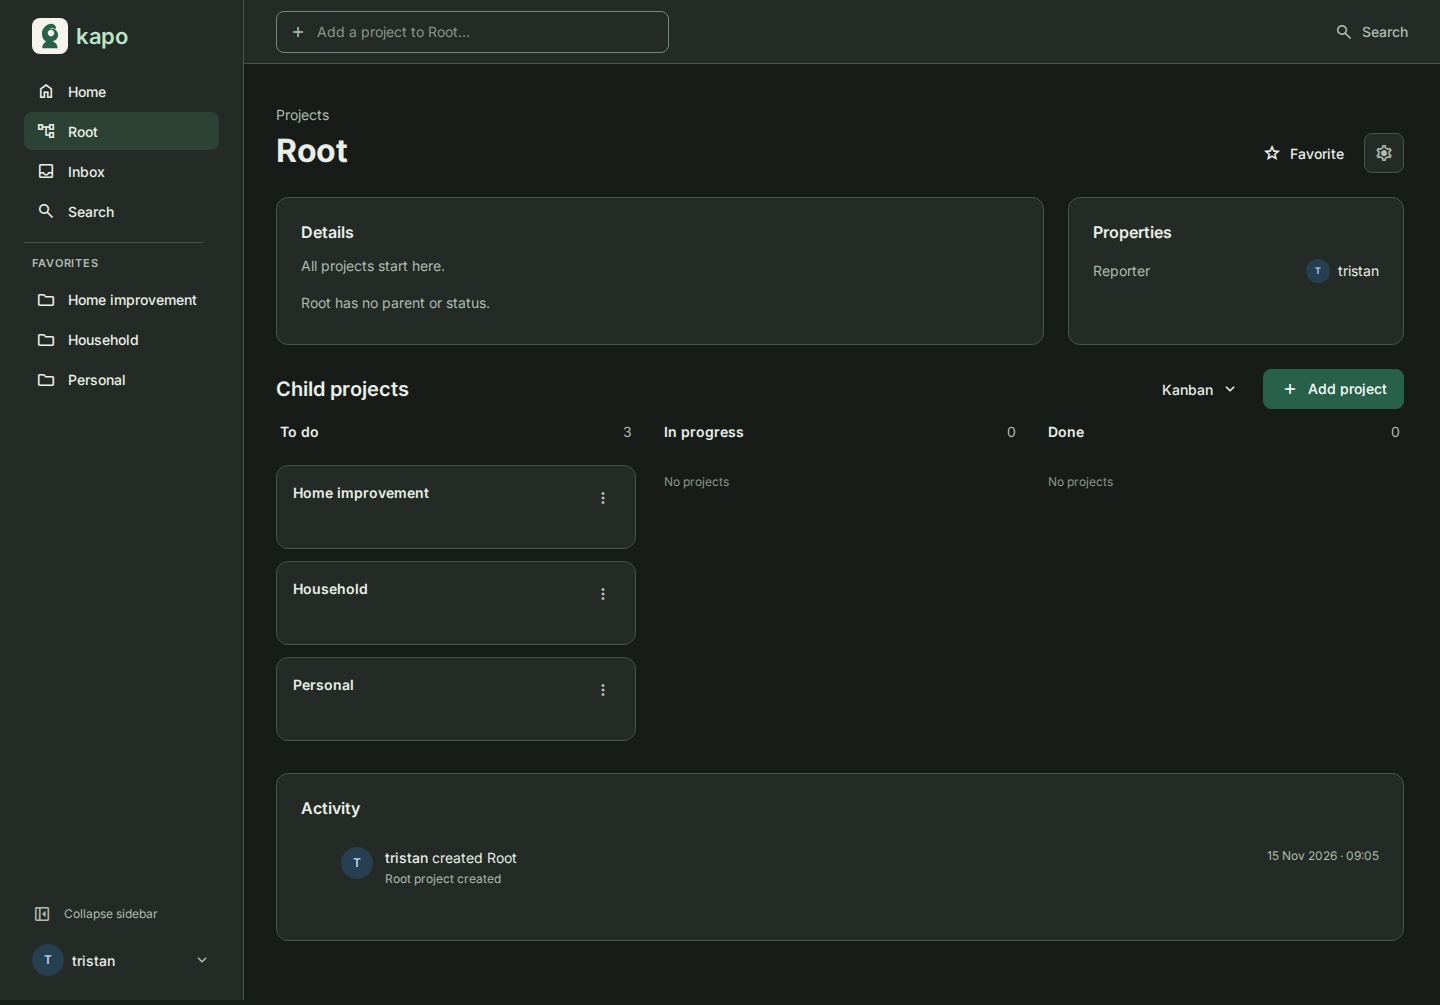 kapo
Home
Root
Inbox
Search
FAVORITES
Home improvement
Household
Personal
Collapse sidebar
T tristan
Add a project to Root...
Search
Projects
Root
Favorite
Details
All projects start here.
Root has no parent or status.
Properties
Reporter T tristan
Child projects
Kanban
Add project
To do 3
Home improvement
Household
Personal
In progress 0
No projects
Done 0
No projects
Activity
T tristan created Root
Root project created
15 Nov 2026 · 09:05